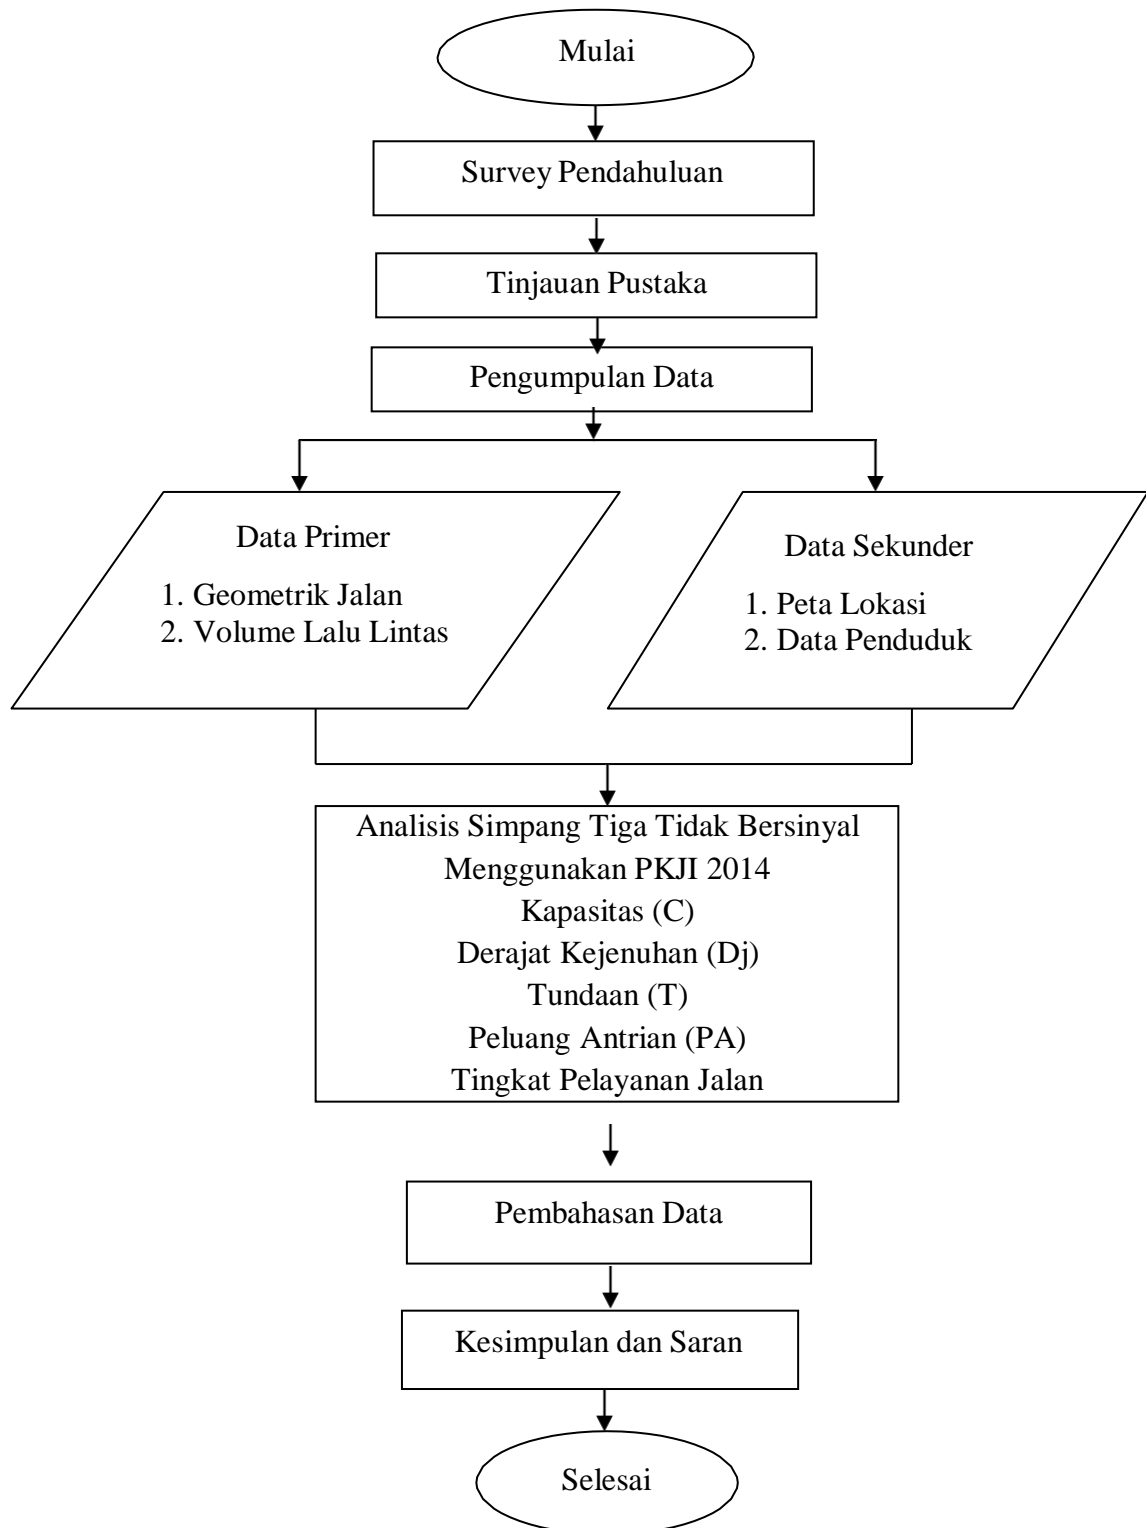 Mulai
Survey Pendahuluan
Tinjauan Pustaka
Pengumpulan Data
Data Primer
1. Geometrik Jalan
2. Volume Lalu Lintas
Data Sekunder
1. Peta Lokasi
2. Data Penduduk
Analisis Simpang Tiga Tidak Bersinyal
Menggunakan PKJI 2014
Kapasitas (C)
Derajat Kejenuhan (Dj)
Tundaan (T)
Peluang Antrian (PA)
Tingkat Pelayanan Jalan
Pembahasan Data
Kesimpulan dan Saran
Selesai